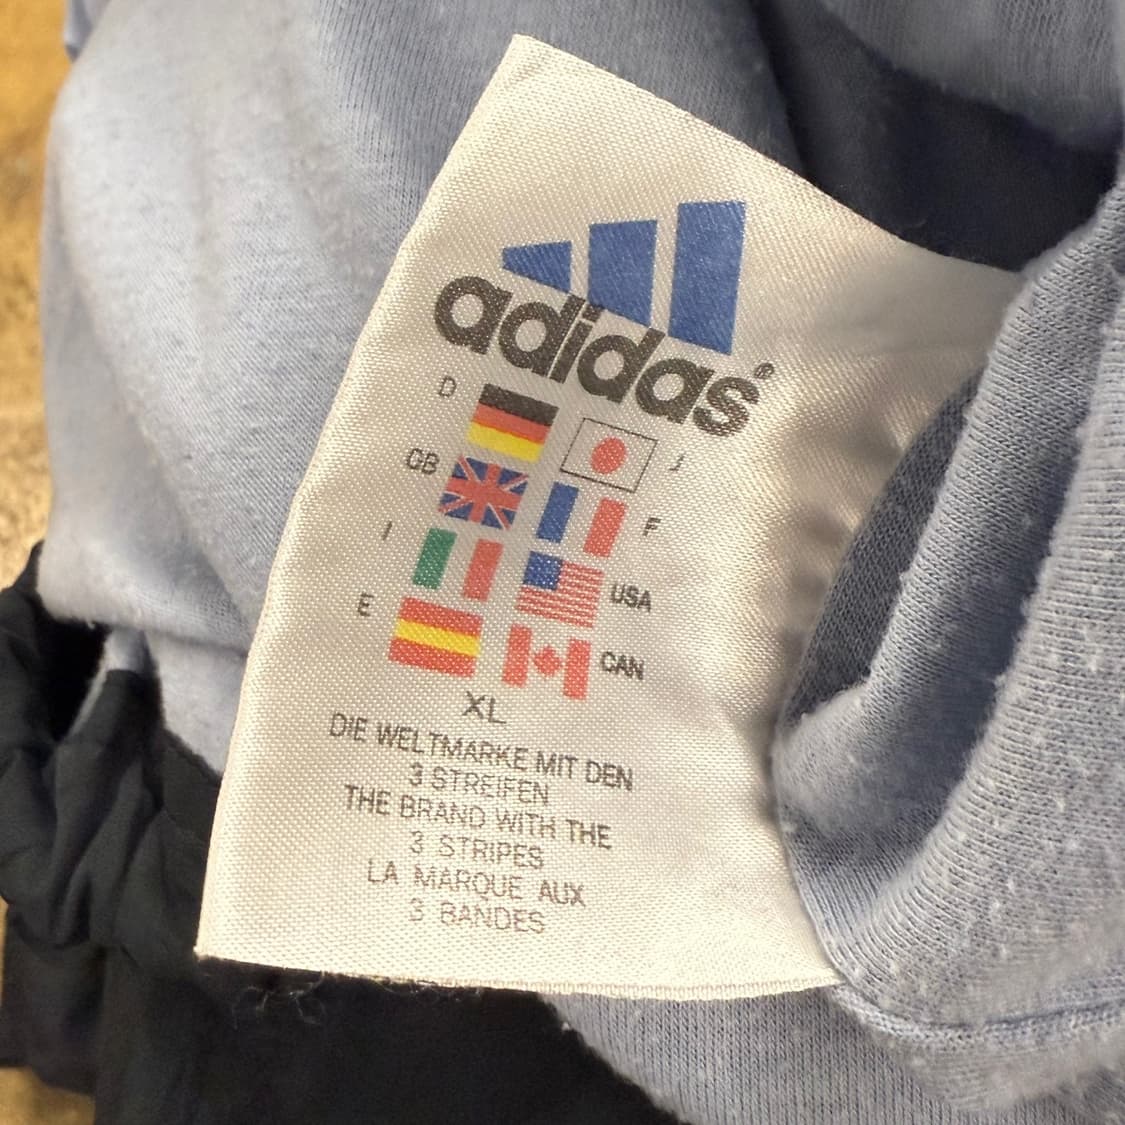 adidas
D
J
GB
F
I
USA
E
CAN
XL
DIE WELTMARKE MIT DEN
3 STREIFEN
THE BRAND WITH THE
3 STRIPES
LA MARQUE AUX
3 BANDES